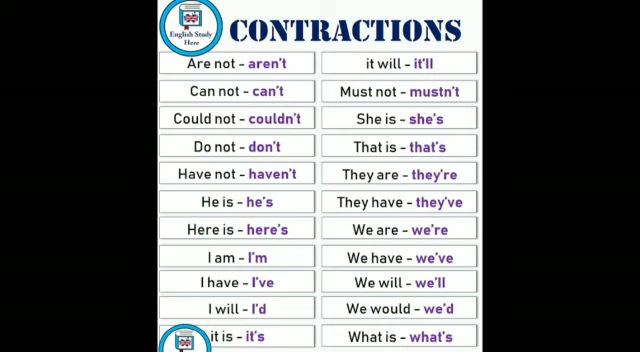 English Study
Here
CONTRACTIONS
Are not - aren't
Can not - can't
Could not - couldn't
Do not - don't
Have not - haven't
He is - he's
Here is - here's
I am - I'm
I have - I've
I will - I'd
it is - it's
it will - it'll
Must not - mustn't
She is - she's
That is - that's
They are - they're
They have - they've
We are - we're
We have - we've
We will - we'll
We would - we'd
What is - what's